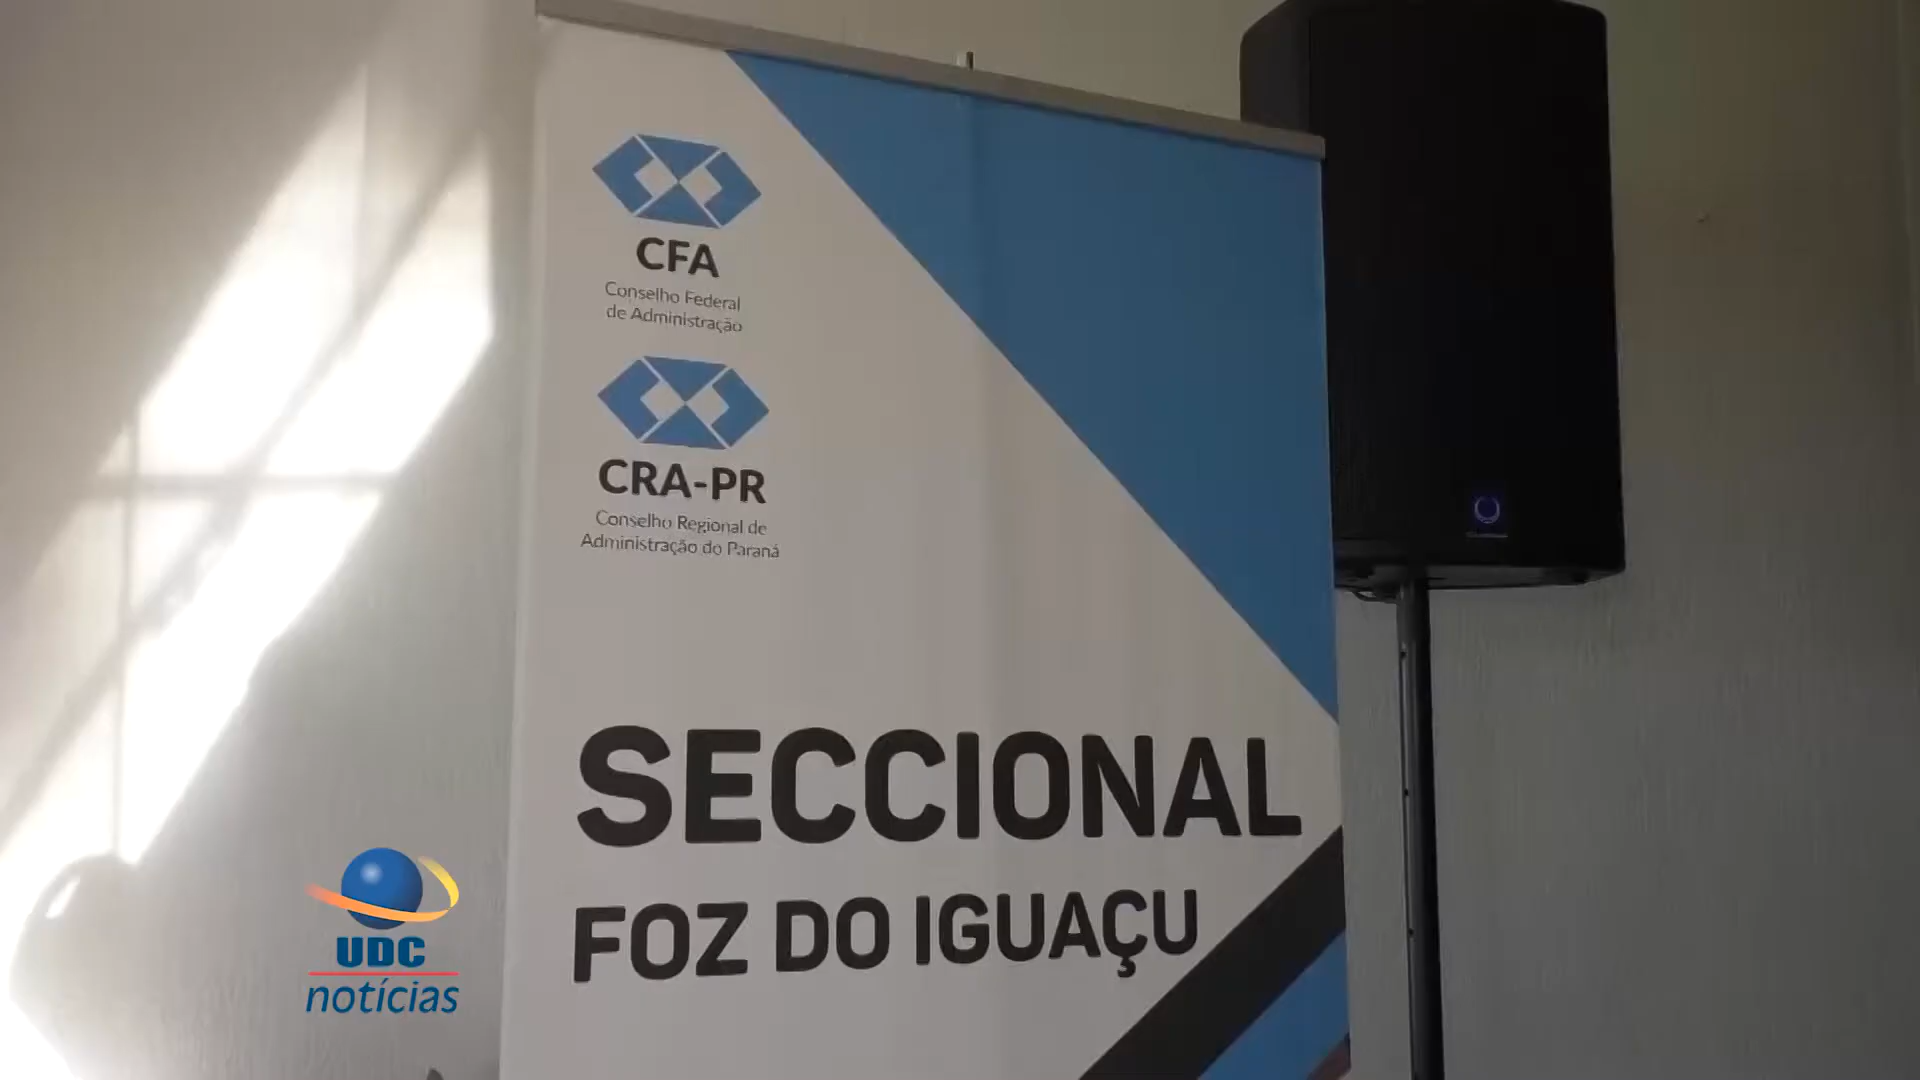 CFA
Conselho Federal
de Administração
CRA-PR
Conselho Regional de
Administração do Paraná
SECCIONAL
FOZ DO IGUAÇU
UDC
notícias